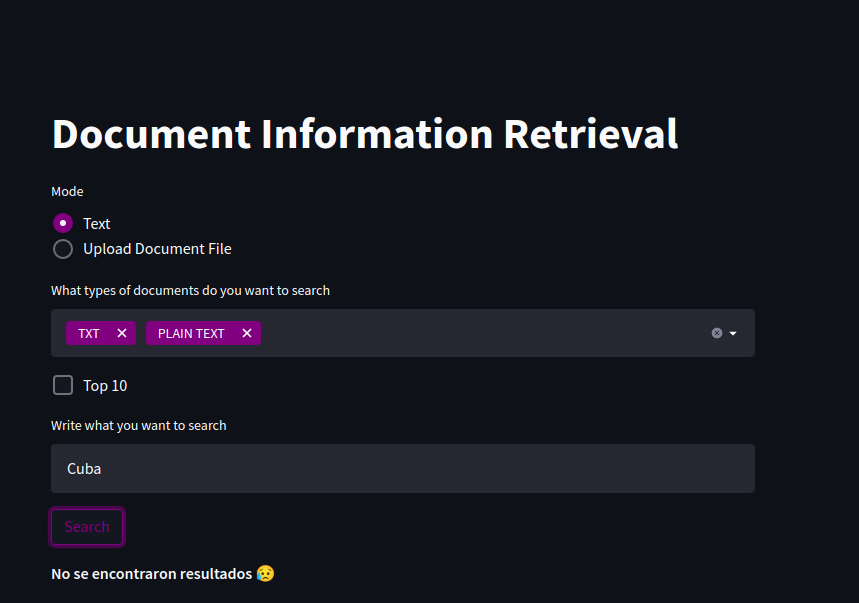 Document Information Retrieval
Mode
Text
Upload Document File
What types of documents do you want to search
TXT PLAIN TEXT
Top 10
Write what you want to search
Cuba
Search
No se encontraron resultados 😥